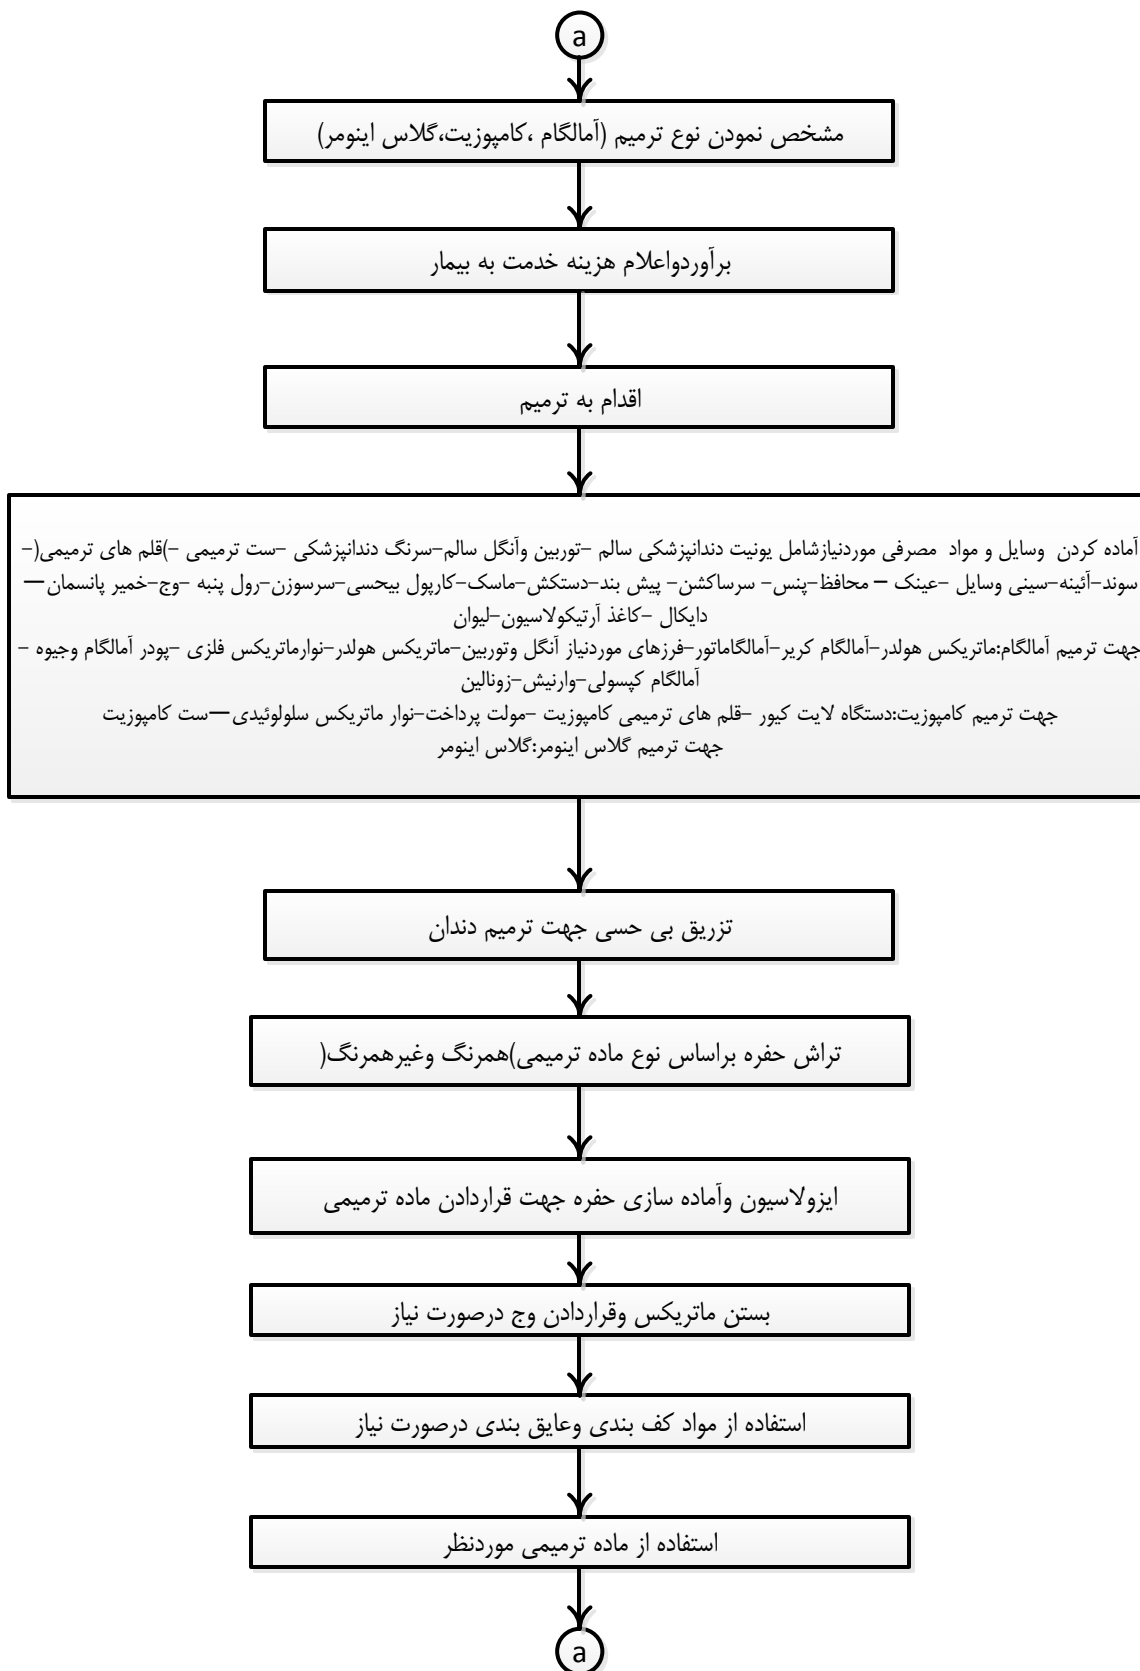 a
مشخص نمودن نوع ترمیم (آمالگام ،کامپوزیت،گلاس اینومر)
برآوردواعلام هزینه خدمت به بیمار
اقدام به ترمیم
آماده کردن وسایل و مواد مصرفی موردنیازشامل یونیت دندانپزشکی سالم –توربین وآنگل سالم–سرنگ دندانپزشکی –ست ترمیمی –)قلم های ترمیمی(–
سوند–آئینه–سینی وسایل –عینک – محافظ–پنس– سرساکشن– پیش بند–دستکش–ماسک–کارپول بیحسی–سرسوزن–رول پنبه –وج–خمیر پانسمان—
دایکال –کاغذ آرتیکولاسیون–لیوان
جهت ترمیم آمالگام:ماتریکس هولدر–آمالگام کریر–آمالگاماتور–فرزهای موردنیاز آنگل وتوربین–ماتریکس هولدر–نوارماتریکس فلزی –پودر آمالگام وجیوه –
آمالگام کپسولی–وارنیش–زونالین
جهت ترمیم کامپوزیت:دستگاه لایت کیور –قلم های ترمیمی کامپوزیت –مولت پرداخت–نوار ماتریکس سلولوئیدی—ست کامپوزیت
جهت ترمیم گلاس اینومر:گلاس اینومر
تزریق بی حسی جهت ترمیم دندان
تراش حفره براساس نوع ماده ترمیمی)همرنگ وغیرهمرنگ(
ایزولاسیون وآماده سازی حفره جهت قراردادن ماده ترمیمی
بستن ماتریکس وقراردادن وج درصورت نیاز
استفاده از مواد کف بندی وعایق بندی درصورت نیاز
استفاده از ماده ترمیمی موردنظر
a